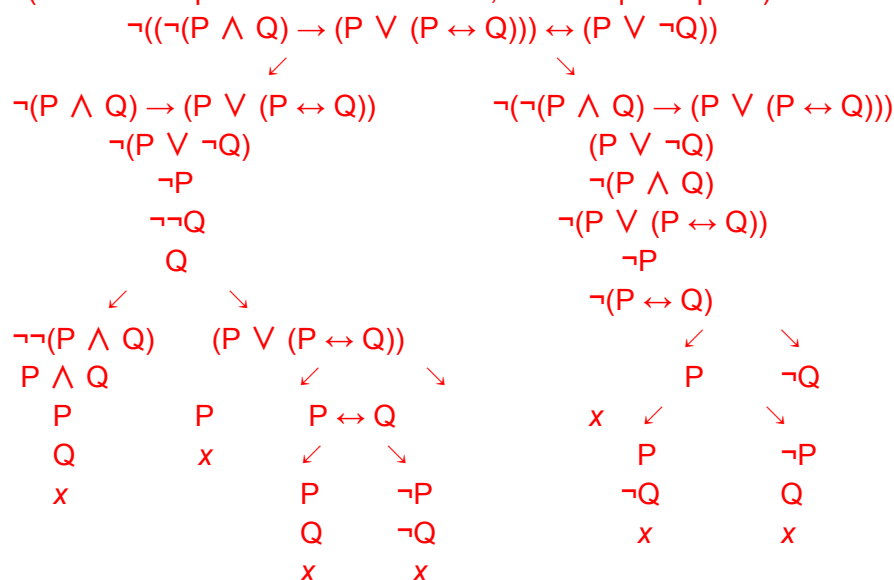 ¬((¬(P ∧ Q) → (P ∨ (P ↔ Q))) ↔ (P ∨ ¬Q))
↙ ↘
¬(P ∧ Q) → (P ∨ (P ↔ Q)) ¬(¬(P ∧ Q) → (P ∨ (P ↔ Q)))
¬(P ∨ ¬Q) (P ∨ ¬Q)
¬P ¬(P ∧ Q)
¬¬Q ¬(P ∨ (P ↔ Q))
Q ¬P
↙ ↘ ¬(P ↔ Q)
¬¬(P ∧ Q) (P ∨ (P ↔ Q)) ↙ ↘
P ∧ Q ↙ ↘ P ¬Q
P P P ↔ Q x ↙ ↘
Q x ↙ ↘ P ¬P
x P ¬P ¬Q Q
Q ¬Q x x
x x